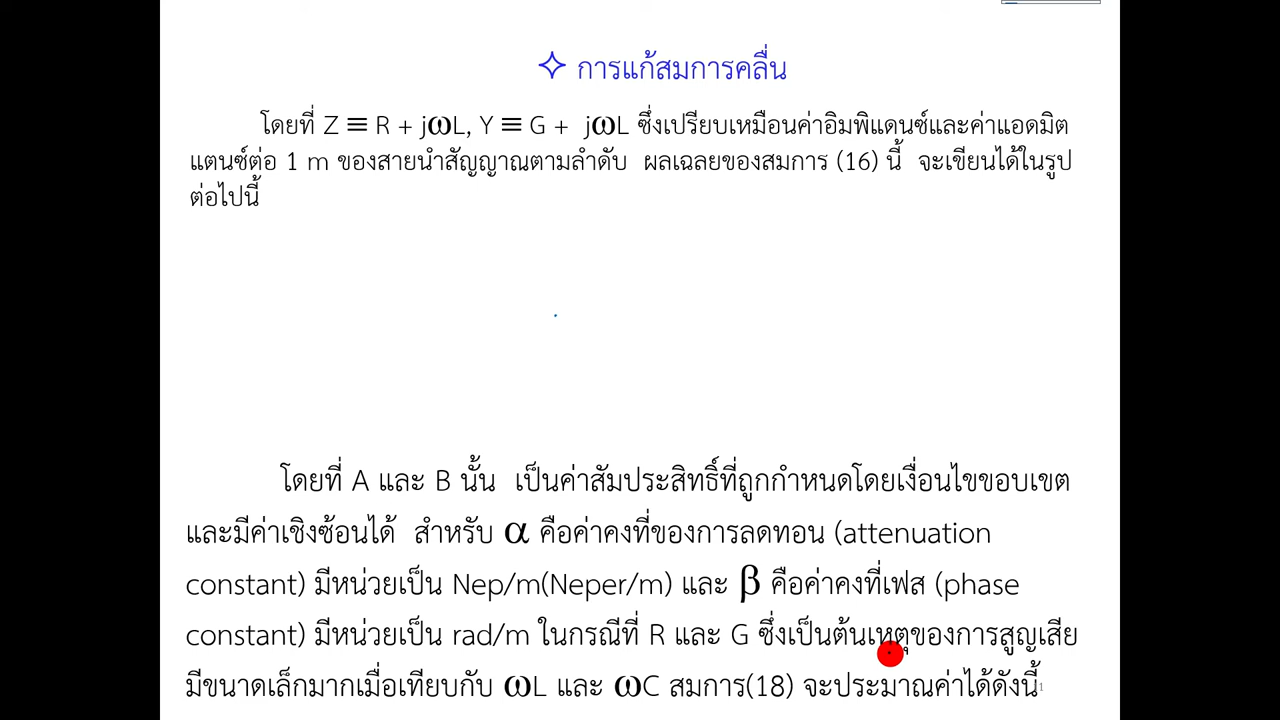 ✧ การแก้สมการคลื่น
โดยที่ Z ≡ R + jωL, Y ≡ G + jωL ซึ่งเปรียบเหมือนค่าอิมพิแดนซ์และค่าแอดมิต
แตนซ์ต่อ 1 m ของสายนำสัญญาณตามลำดับ ผลเฉลยของสมการ (16) นี้ จะเขียนได้ในรูป
ต่อไปนี้
โดยที่ A และ B นั้น เป็นค่าสัมประสิทธิ์ที่ถูกกำหนดโดยเงื่อนไขขอบเขต
และมีค่าเชิงซ้อนได้ สำหรับ α คือค่าคงที่ของการลดทอน (attenuation
constant) มีหน่วยเป็น Nep/m(Neper/m) และ β คือค่าคงที่เฟส (phase
constant) มีหน่วยเป็น rad/m ในกรณีที่ R และ G ซึ่งเป็นต้นเหตุของการสูญเสีย
มีขนาดเล็กมากเมื่อเทียบกับ ωL และ ωC สมการ(18) จะประมาณค่าได้ดังนี้